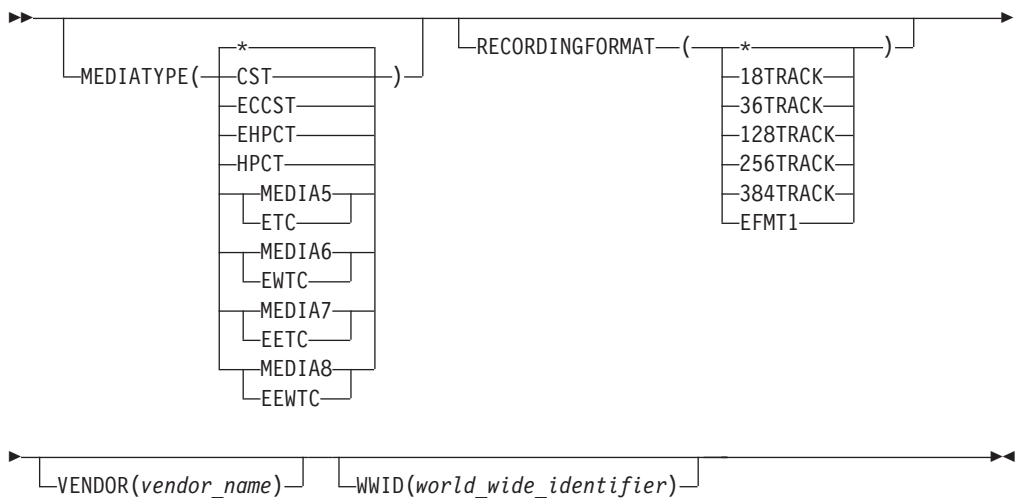 MEDIATYPE( * )
CST
ECCST
EHPCT
HPCT
MEDIA5
ETC
MEDIA6
EWTC
MEDIA7
EETC
MEDIA8
EEWTC
RECORDINGFORMAT ( * )
18TRACK
36TRACK
128TRACK
256TRACK
384TRACK
EFMT1
VENDOR(vendor_name)
WWID(world_wide_identifier)